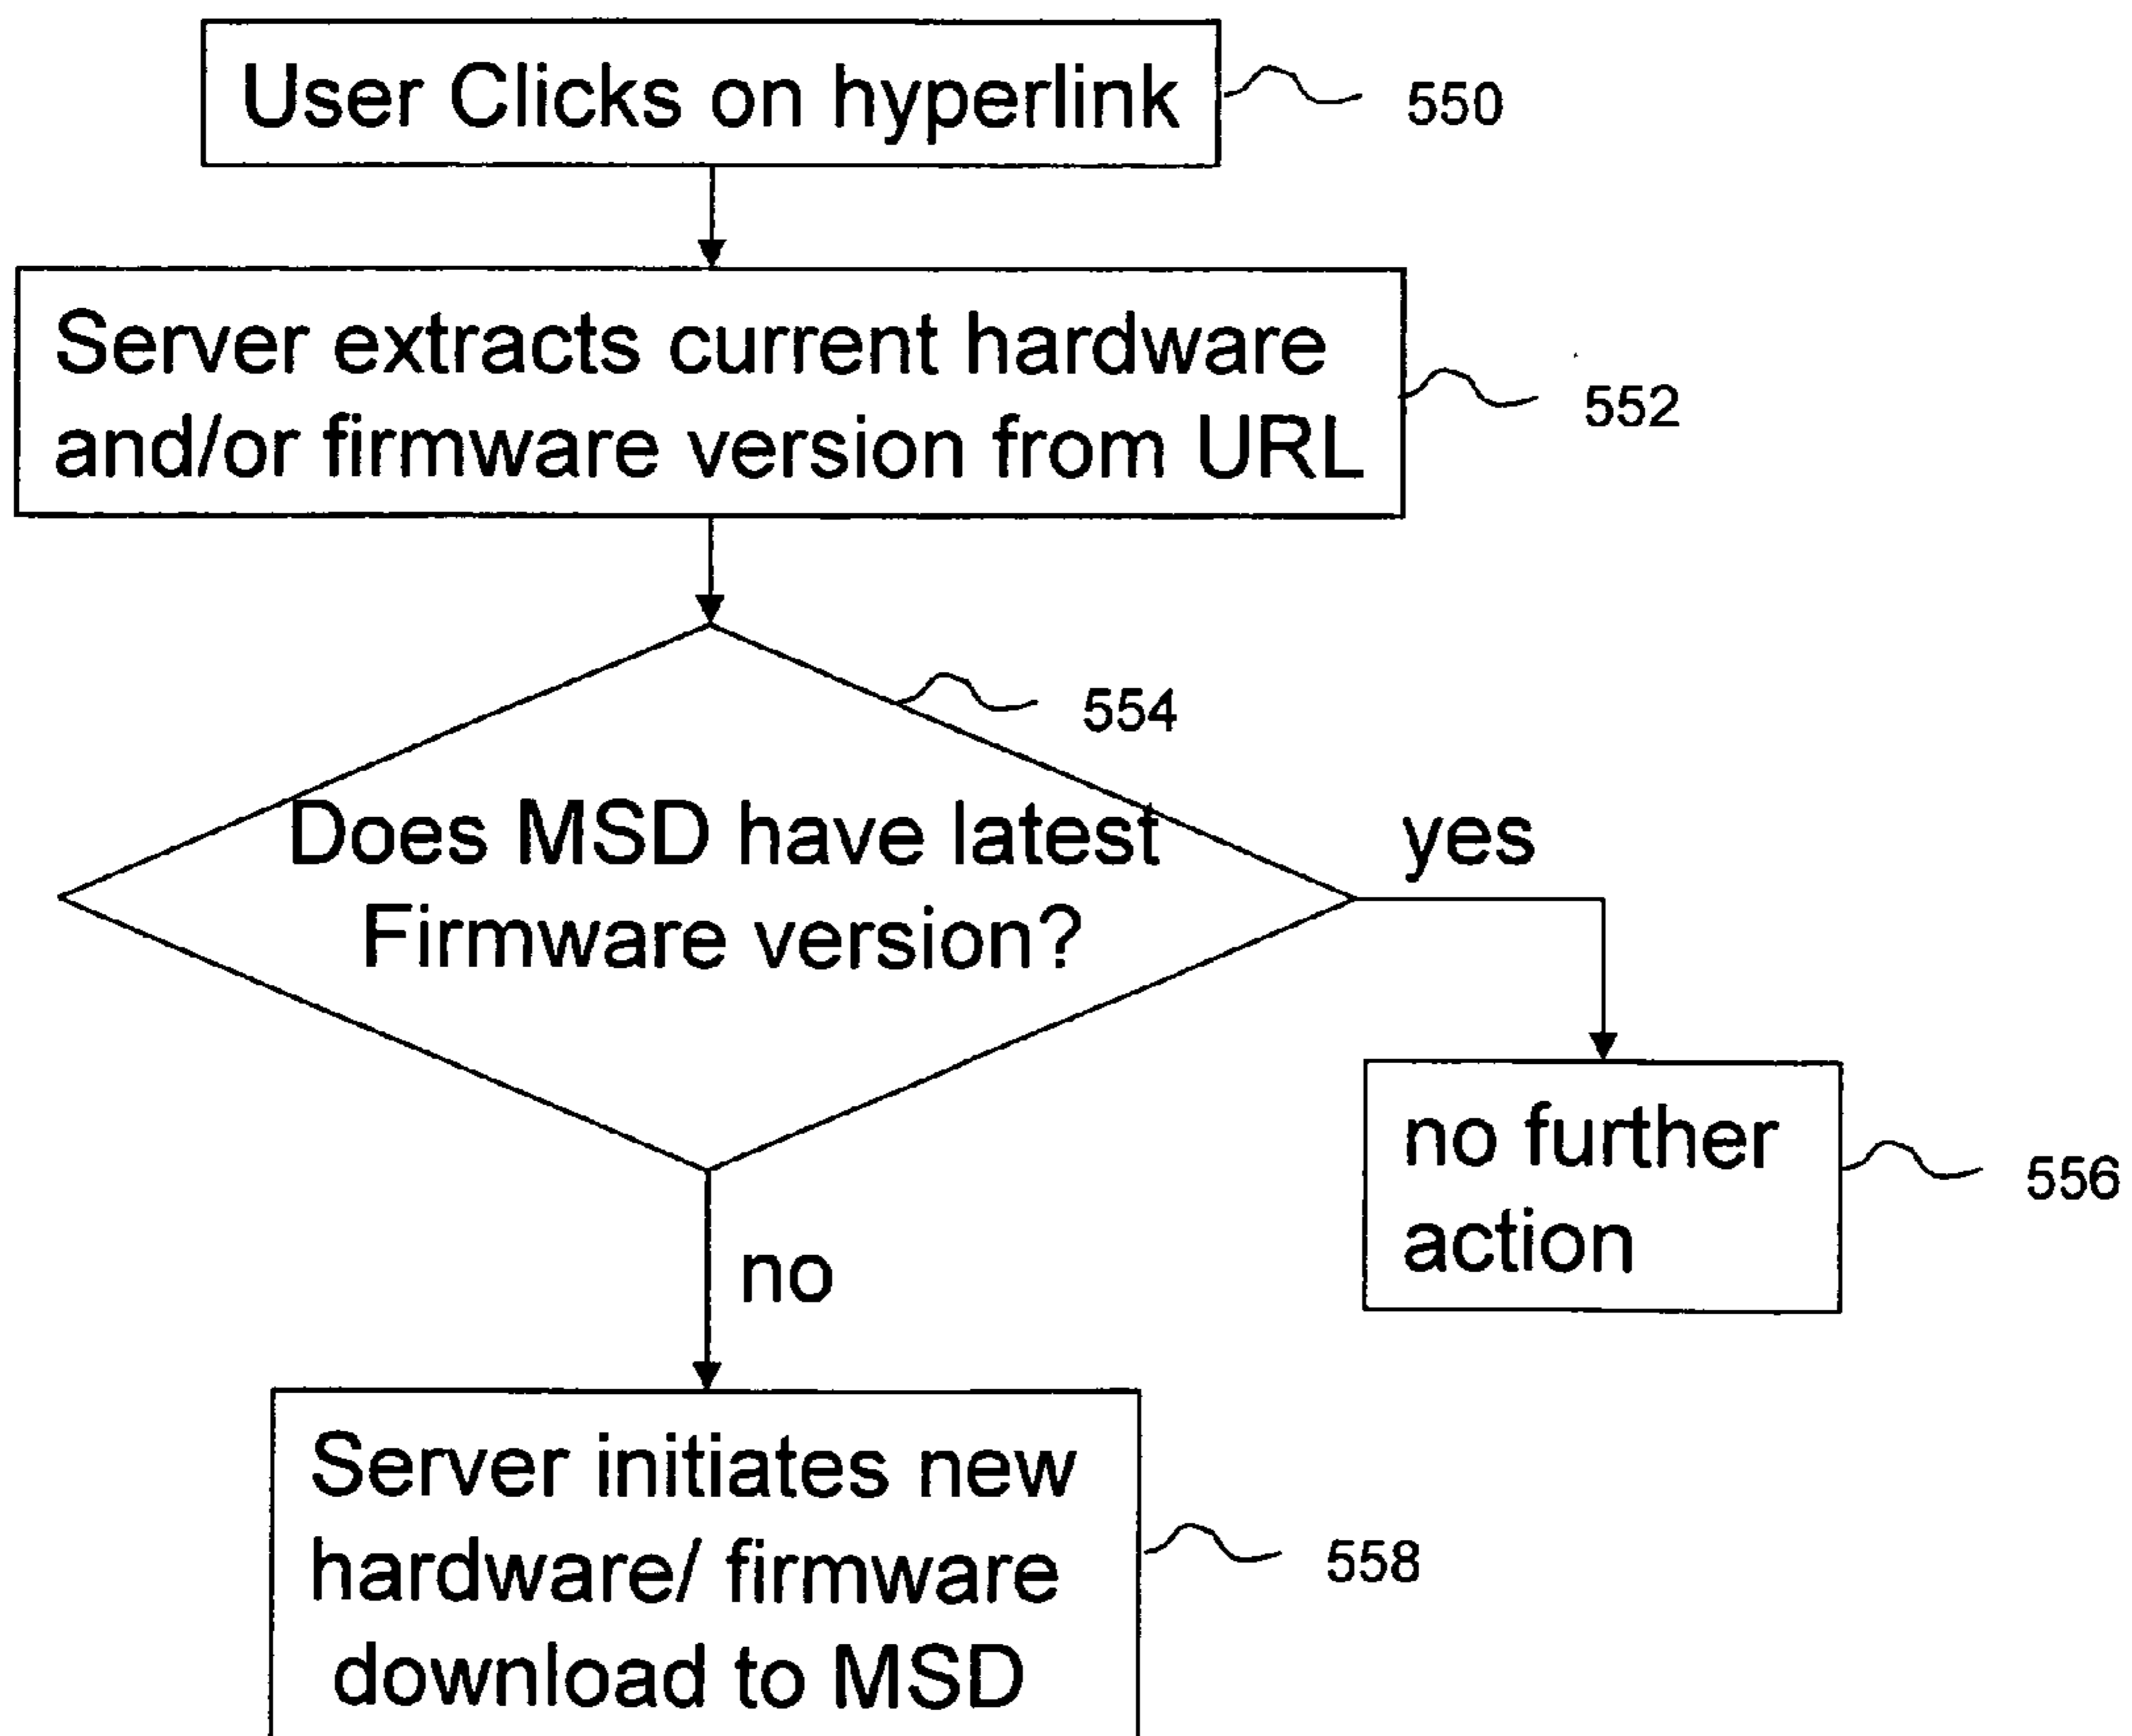 User Clicks on hyperlink
550
Server extracts current hardware
and/or firmware version from URL
552
554
Does MSD have latest
Firmware version?
yes
no further
action
556
no
Server initiates new
hardware/ firmware
download to MSD
558